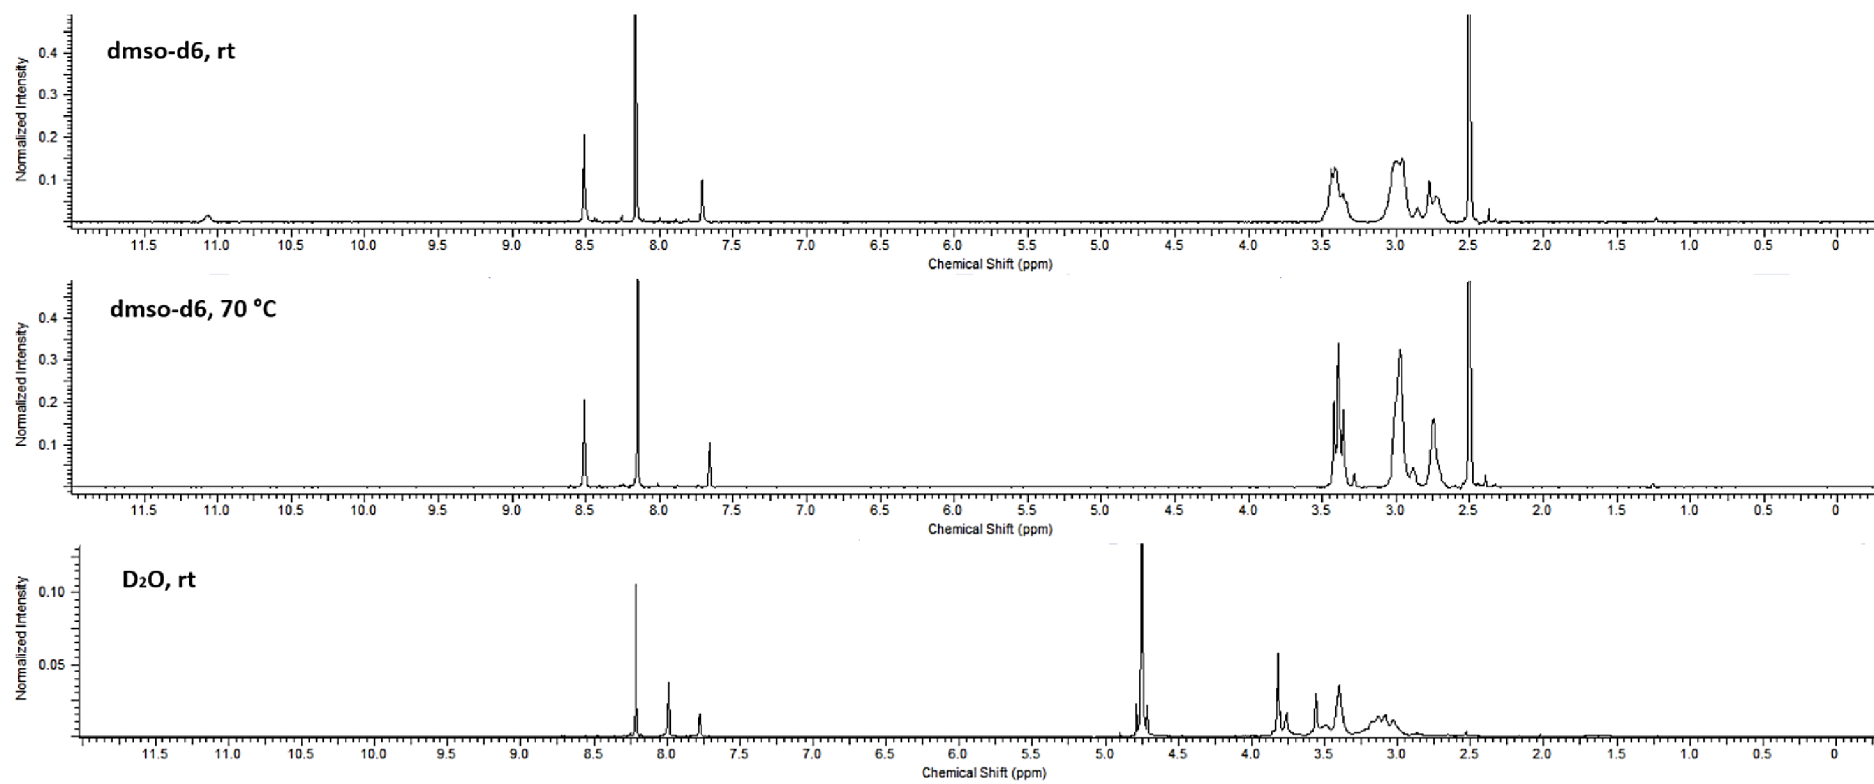 dmso-d6, rt
Normalized Intensity
0.4
0.3
0.2
0.1
11.5 11.0 10.5 10.0 9.5 9.0 8.5 8.0 7.5 7.0 6.5 6.0 5.5 5.0 4.5 4.0 3.5 3.0 2.5 2.0 1.5 1.0 0.5 0
Chemical Shift (ppm)
dmso-d6, 70 °C
Normalized Intensity
0.4
0.3
0.2
0.1
11.5 11.0 10.5 10.0 9.5 9.0 8.5 8.0 7.5 7.0 6.5 6.0 5.5 5.0 4.5 4.0 3.5 3.0 2.5 2.0 1.5 1.0 0.5 0
Chemical Shift (ppm)
D₂O, rt
Normalized Intensity
0.10
0.05
11.5 11.0 10.5 10.0 9.5 9.0 8.5 8.0 7.5 7.0 6.5 6.0 5.5 5.0 4.5 4.0 3.5 3.0 2.5 2.0 1.5 1.0 0.5 0
Chemical Shift (ppm)